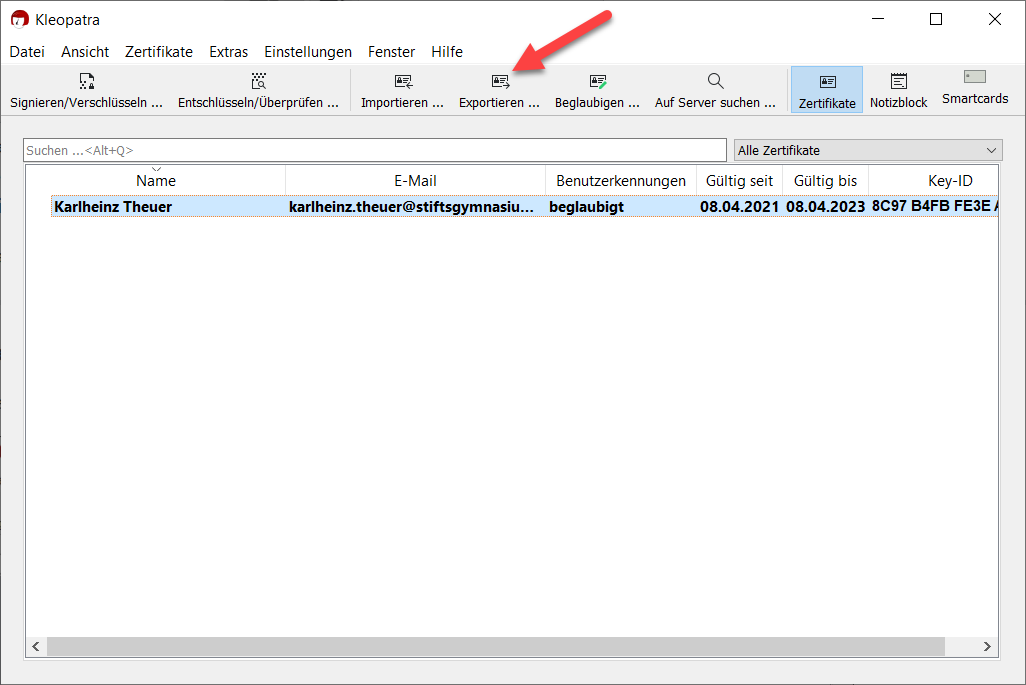 Kleopatra
Datei Ansicht Zertifikate Extras Einstellungen Fenster Hilfe
Signieren/Verschlüseln ... Entschlüseln/Überprüfen ... Importieren ... Exportieren ... Beglaubigen ... Auf Server suchen ... Zertifikate Notizblock Smartcards
Suchen ...<Alt+Q> Alle Zertifikate
Name E-Mail Benutzerkennungen Gültig seit Gültig bis Key-ID
Karlheinz Theuer karlheinz.theuer@stiftsgymnasiu... beglaubigt 08.04.2021 08.04.2023 8C97 B4FB FE3E